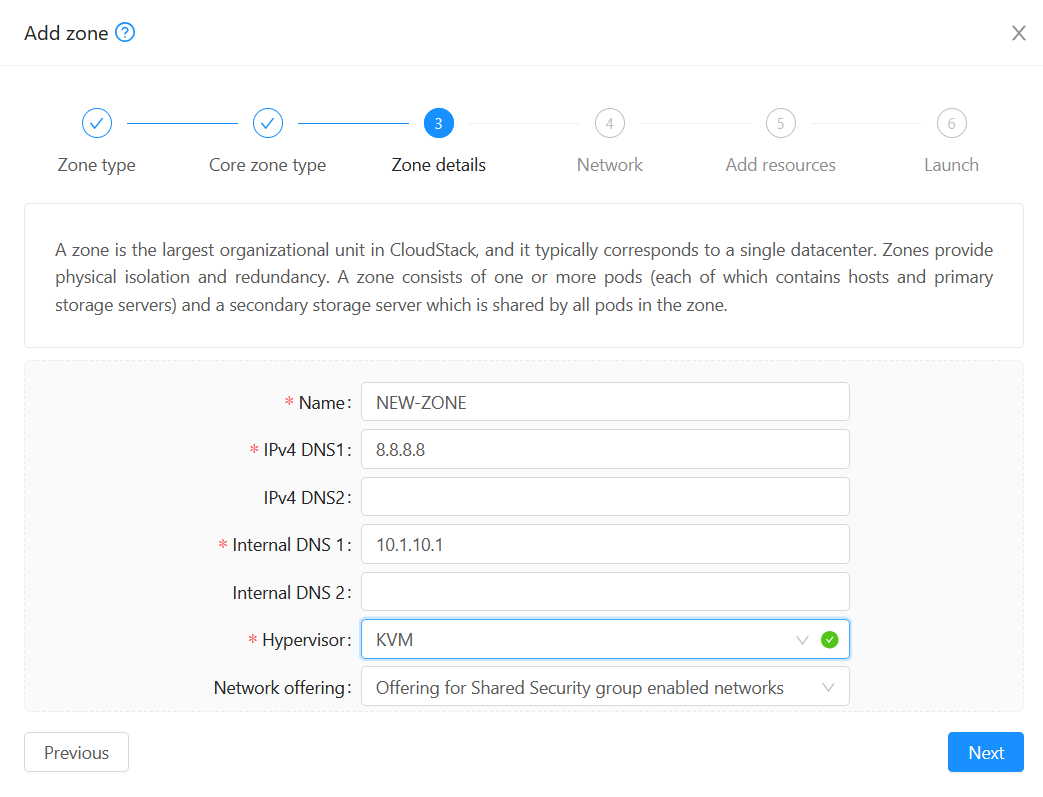 Add zone ?
3
4
5
6
Zone type
Core zone type
Zone details
Network
Add resources
Launch
A zone is the largest organizational unit in CloudStack, and it typically corresponds to a single datacenter. Zones provide
physical isolation and redundancy. A zone consists of one or more pods (each of which contains hosts and primary
storage servers) and a secondary storage server which is shared by all pods in the zone.
* Name: NEW-ZONE
* IPv4 DNS1: 8.8.8.8
IPv4 DNS2:
* Internal DNS 1: 10.1.10.1
Internal DNS 2:
* Hypervisor: KVM
Network offering: Offering for Shared Security group enabled networks
Previous
Next